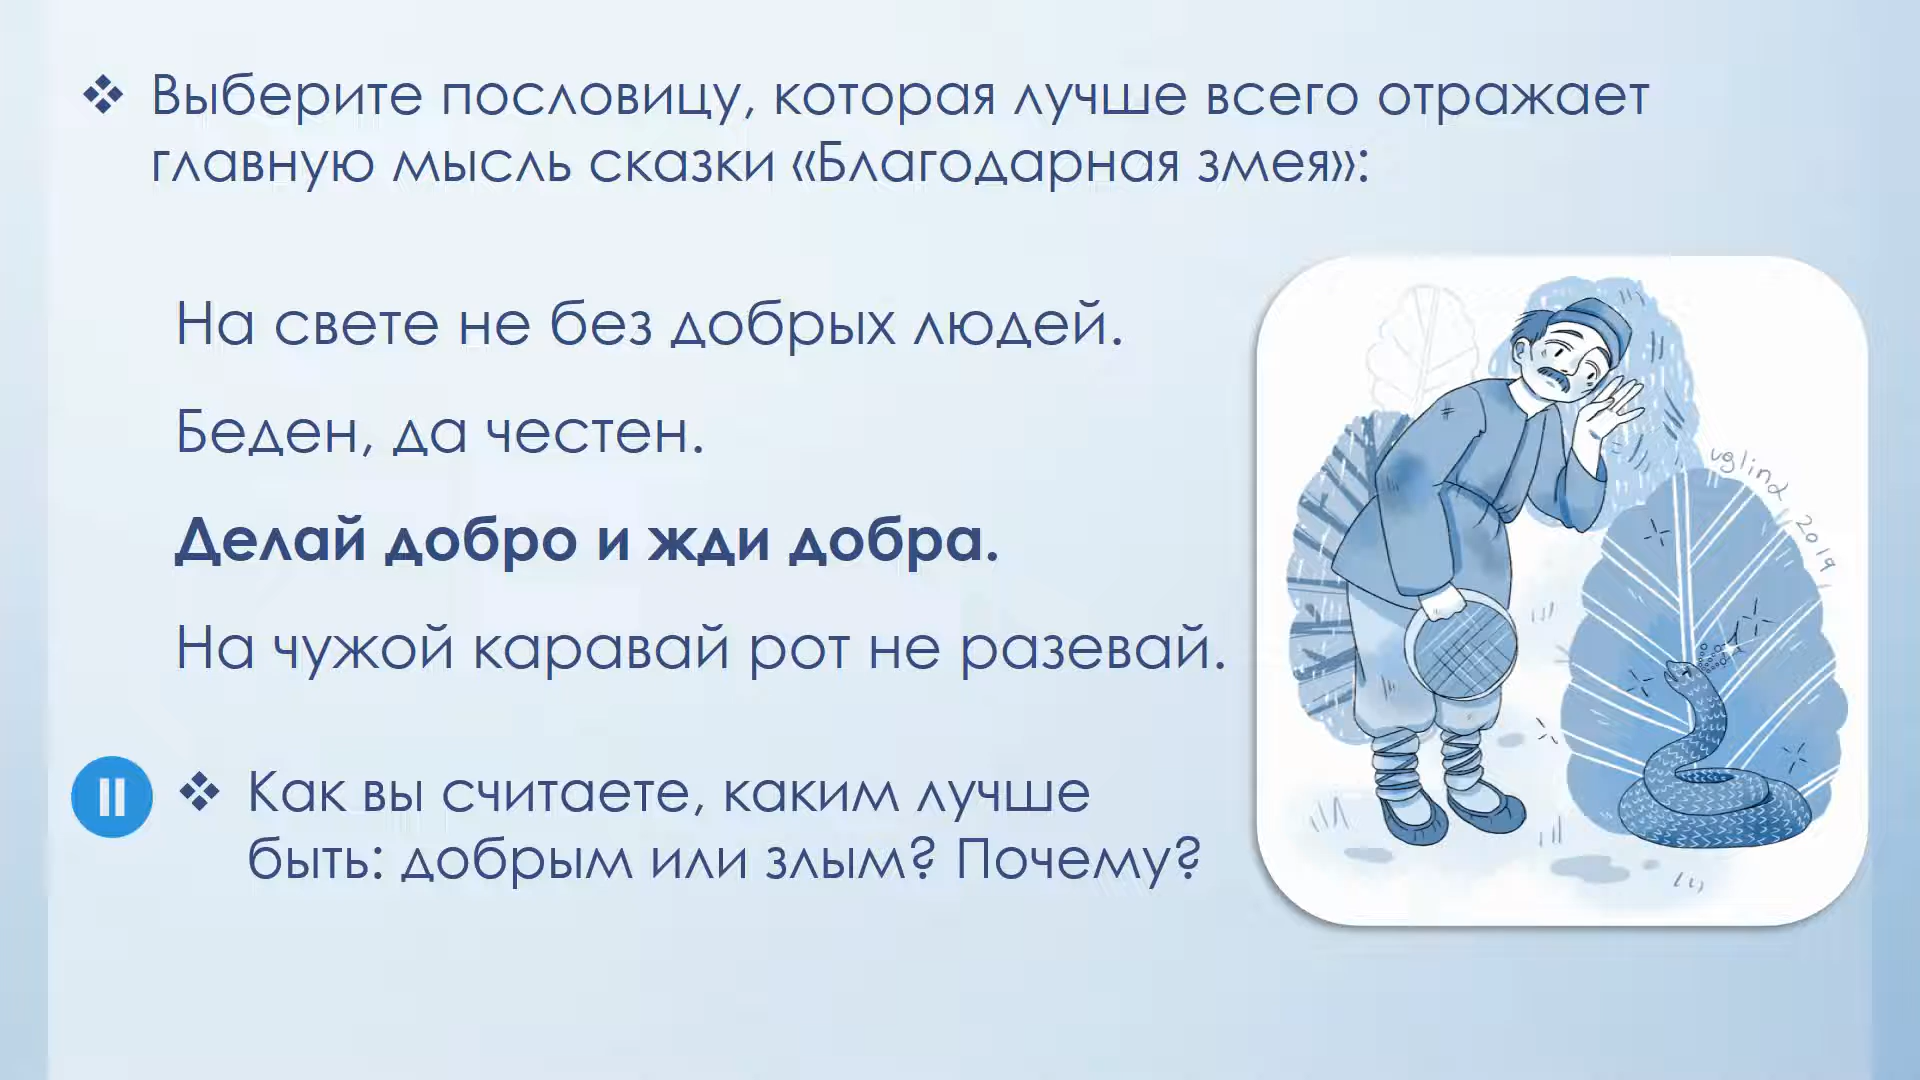 Выберите пословицу, которая лучше всего отражает
главную мысль сказки «Благодарная змея»:
На свете не без добрых людей.
Беден, да честен.
Делай добро и жди добра.
На чужой каравай рот не разевай.
Как вы считаете, каким лучше
быть: добрым или злым? Почему?
uglind 2019